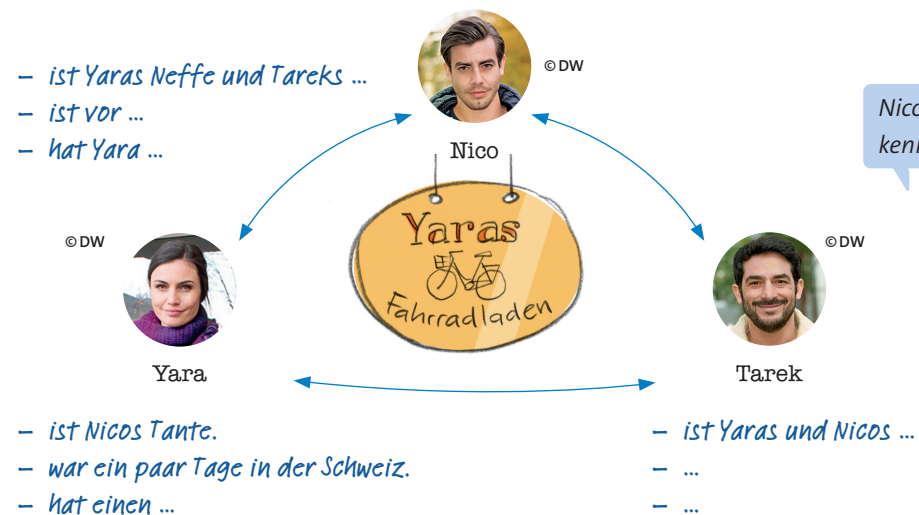 – ist Yaras Neffe und Tareks ...
– ist vor ...
– hat Yara ...
© DW
Nico
Nico
© DW
Yaras
Fahrradladen
© DW
Yara
Tarek
– ist Nicos Tante.
– war ein paar Tage in der Schweiz.
– hat einen ...
– ist Yaras und Nicos ...
– ...
– ...